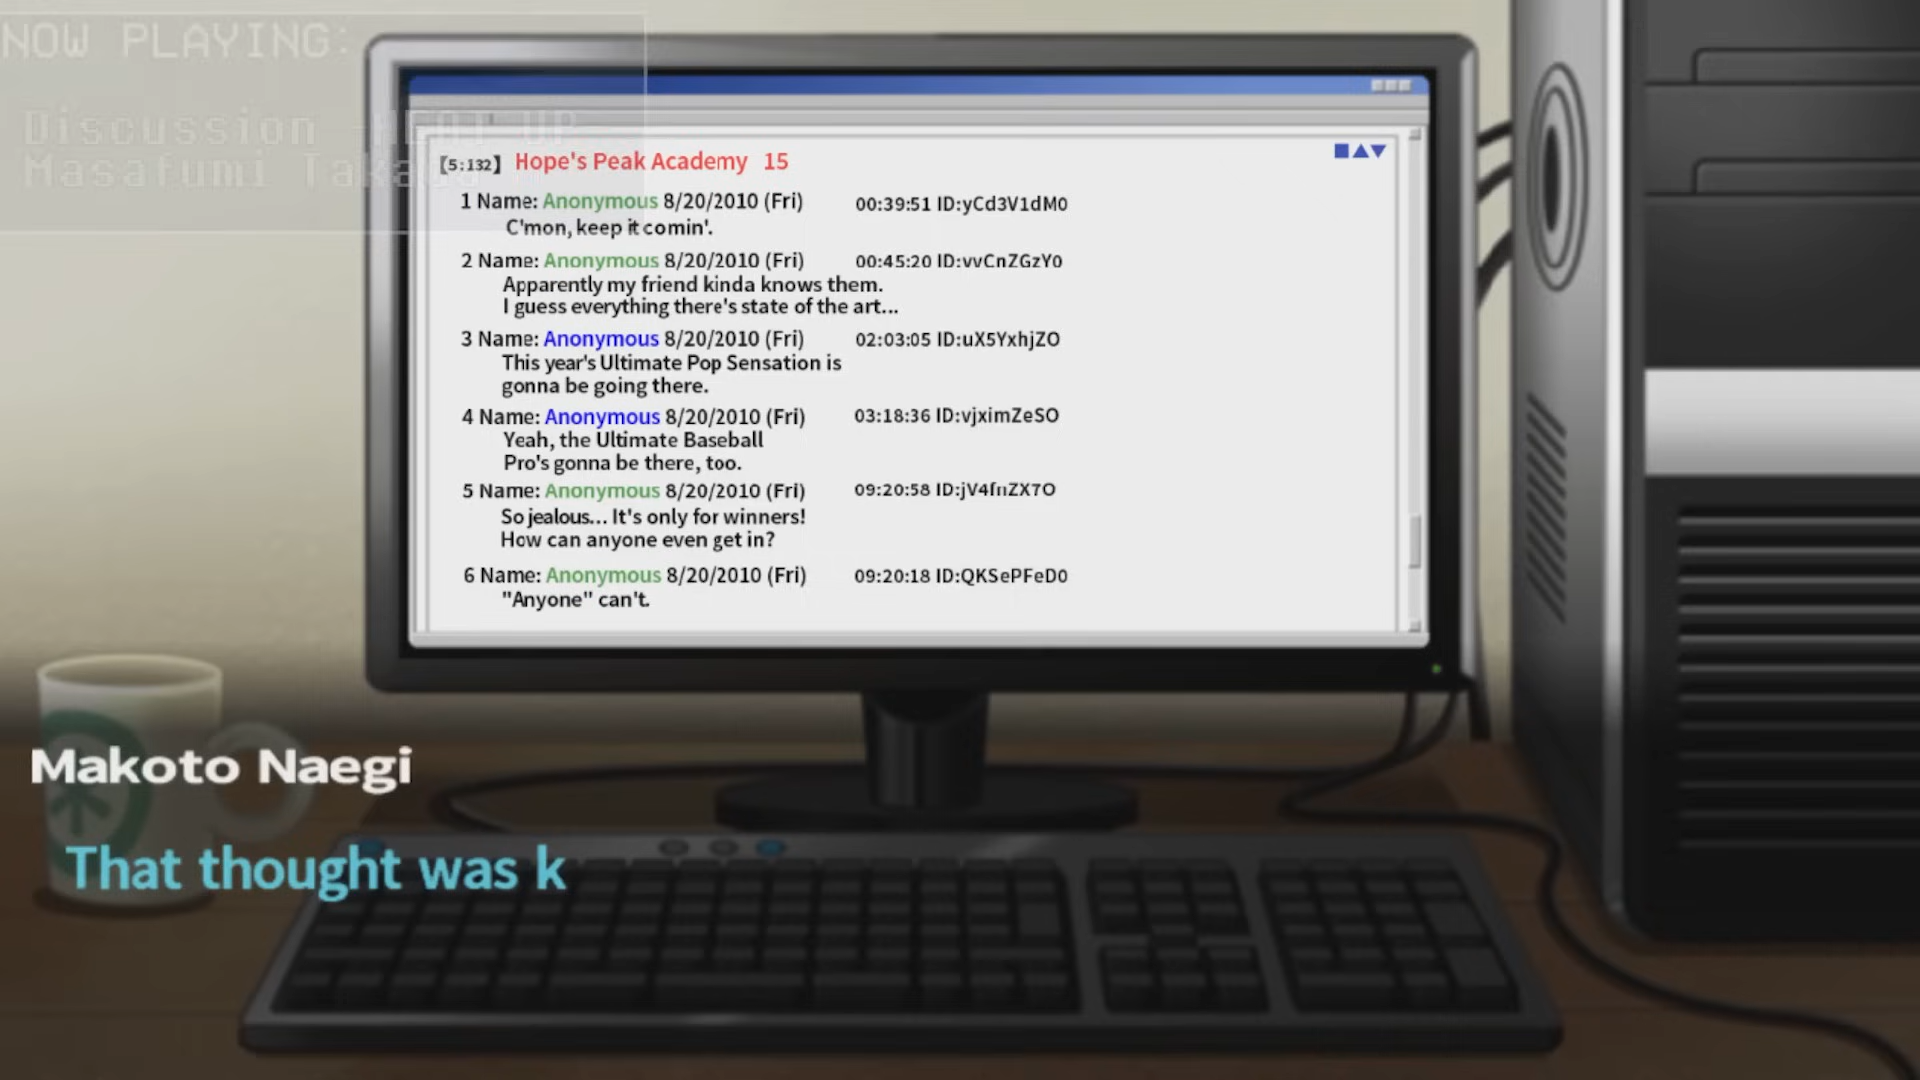 NOW PLAYING:
Discussion -HEAT UP-
Masafumi Takada
【5:132】 Hope's Peak Academy 15
1 Name: Anonymous 8/20/2010 (Fri) 00:39:51 ID:yCd3V1dM0
C'mon, keep it comin'.
2 Name: Anonymous 8/20/2010 (Fri) 00:45:20 ID:vvCnZGzY0
Apparently my friend kinda knows them.
I guess everything there's state of the art...
3 Name: Anonymous 8/20/2010 (Fri) 02:03:05 ID:uX5YxhjZO
This year's Ultimate Pop Sensation is
gonna be going there.
4 Name: Anonymous 8/20/2010 (Fri) 03:18:36 ID:vjximZeSO
Yeah, the Ultimate Baseball
Pro's gonna be there, too.
5 Name: Anonymous 8/20/2010 (Fri) 09:20:58 ID:jV4fnZX7O
So jealous... It's only for winners!
How can anyone even get in?
6 Name: Anonymous 8/20/2010 (Fri) 09:20:18 ID:QKSePFeD0
"Anyone" can't.
Makoto Naegi
That thought was k